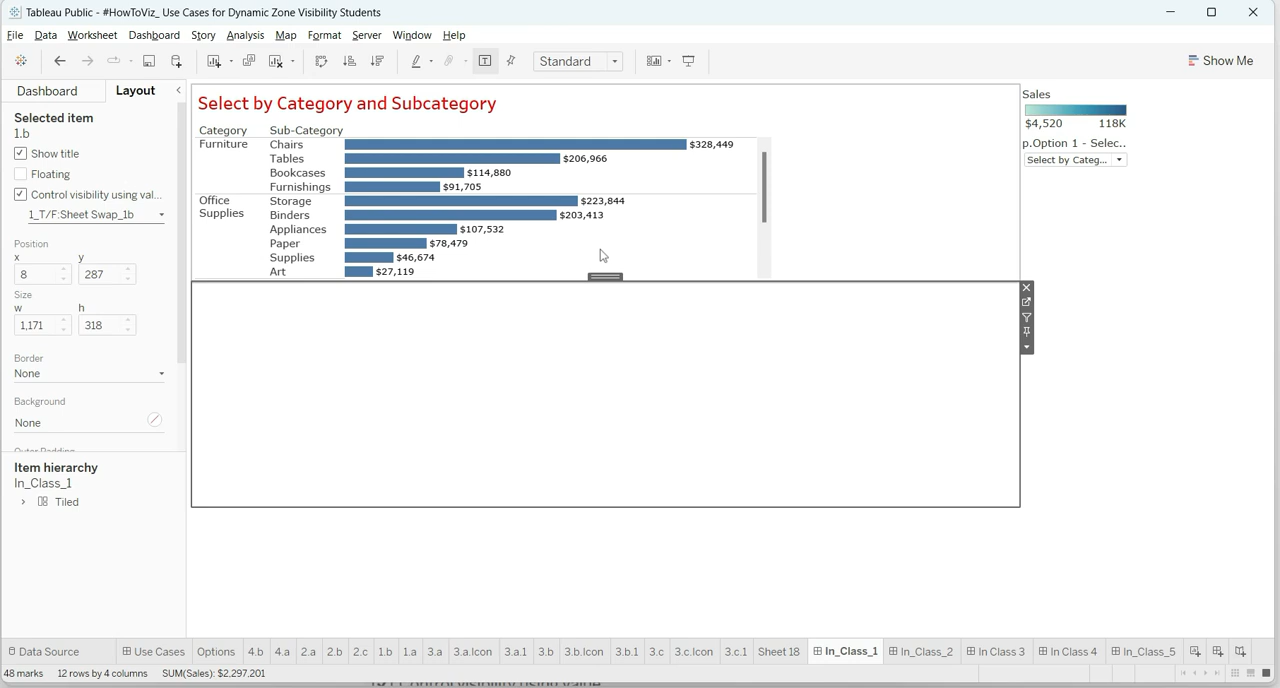 Tableau Public - #HowToViz_ Use Cases for Dynamic Zone Visibility Students
File Data Worksheet Dashboard Story Analysis Map Format Server Window Help
Standard
Show Me
Dashboard Layout
Selected item
1.b
Show title
Floating
Control visibility using val...
1_T/F:Sheet Swap_1b
Position
x y
8 287
Size
w h
1,171 318
Border
None
Background
None
Outer Padding
Item hierarchy
In_Class_1
Tiled
Select by Category and Subcategory
Category Sub-Category
Furniture Chairs $328,449
Tables $206,966
Bookcases $114,880
Furnishings $91,705
Office Supplies Storage $223,844
Binders $203,413
Appliances $107,532
Paper $78,479
Supplies $46,674
Art $27,119
Sales
$4,520 118K
p.Option 1 - Selec..
Select by Categ...
Data Source Use Cases Options 4.b 4.a 2.a 2.b 2.c 1.b 1.a 3.a 3.a.Icon 3.a.1 3.b 3.b.Icon 3.b.1 3.c 3.c.Icon 3.c.1 Sheet 18 In_Class_1 In_Class_2 In Class 3 In Class 4 In_Class_5
48 marks 12 rows by 4 columns SUM(Sales): $2,297,201